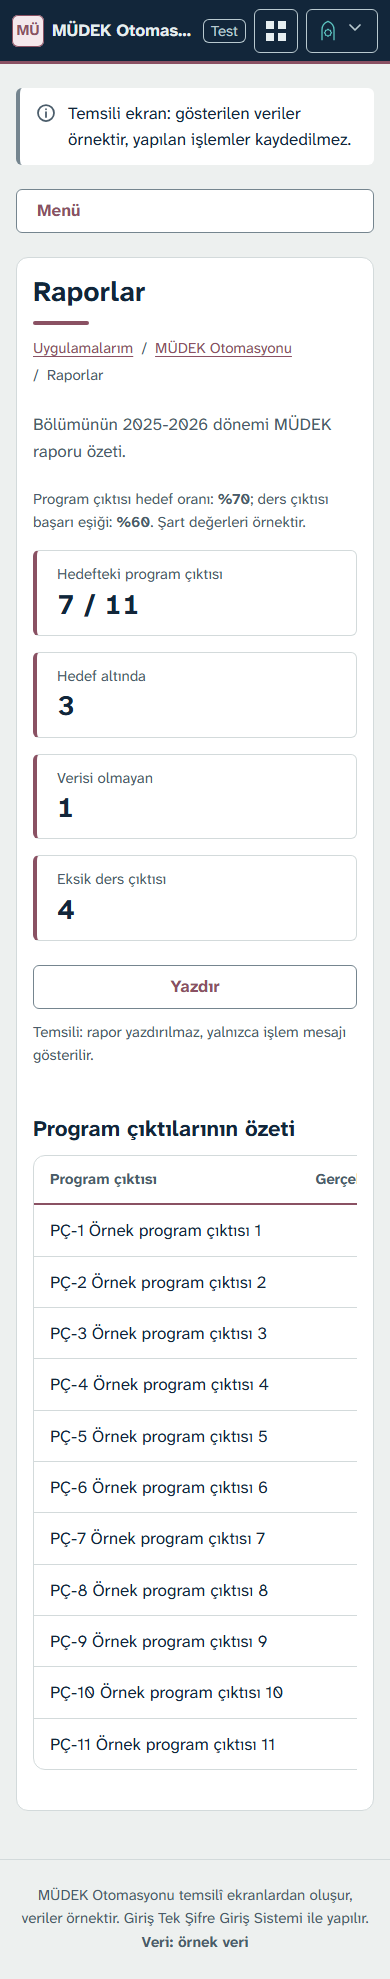 MÜ MÜDEK Otomas... Test
Temsili ekran: gösterilen veriler
örnektir, yapılan işlemler kaydedilmez.
Menü
Raporlar
Uygulamalarım / MÜDEK Otomasyonu
/ Raporlar
Bölümünün 2025-2026 dönemi MÜDEK
raporu özeti.
Program çıktısı hedef oranı: %70; ders çıktısı
başarı eşiği: %60. Şart değerleri örnektir.
Hedefteki program çıktısı
7 / 11
Hedef altında
3
Verisi olmayan
1
Eksik ders çıktısı
4
Yazdır
Temsili: rapor yazdırılmaz, yalnızca işlem mesajı
gösterilir.
Program çıktılarının özeti
Program çıktısı Gerçe
PÇ-1 Örnek program çıktısı 1
PÇ-2 Örnek program çıktısı 2
PÇ-3 Örnek program çıktısı 3
PÇ-4 Örnek program çıktısı 4
PÇ-5 Örnek program çıktısı 5
PÇ-6 Örnek program çıktısı 6
PÇ-7 Örnek program çıktısı 7
PÇ-8 Örnek program çıktısı 8
PÇ-9 Örnek program çıktısı 9
PÇ-10 Örnek program çıktısı 10
PÇ-11 Örnek program çıktısı 11
MÜDEK Otomasyonu temsilî ekranlardan oluşur,
veriler örnektir. Giriş Tek Şifre Giriş Sistemi ile yapılır.
Veri: örnek veri